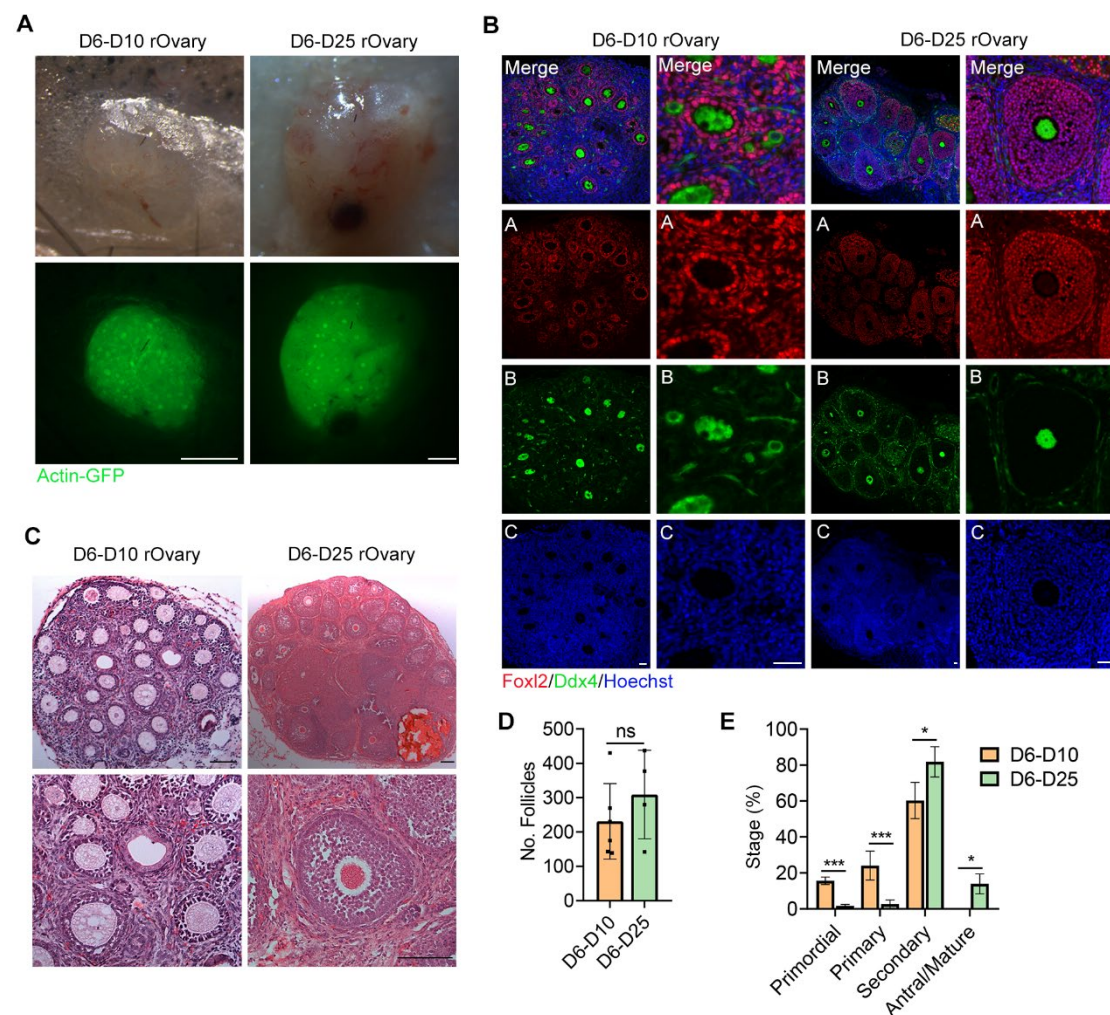 A
D6-D10 rOvary
D6-D25 rOvary
Actin-GFP
B
D6-D10 rOvary
D6-D25 rOvary
Merge
Merge
Merge
Merge
A
A
A
A
B
B
B
B
C
C
C
C
Foxl2/Ddx4/Hoechst
C
D6-D10 rOvary
D6-D25 rOvary
D
No. Follicles
500
400
300
200
100
0
ns
D6-D10
D6-D25
E
Stage (%)
100
80
60
40
20
0
***
***
*
*
Primordial
Primary
Secondary
Antral/Mature
D6-D10
D6-D25